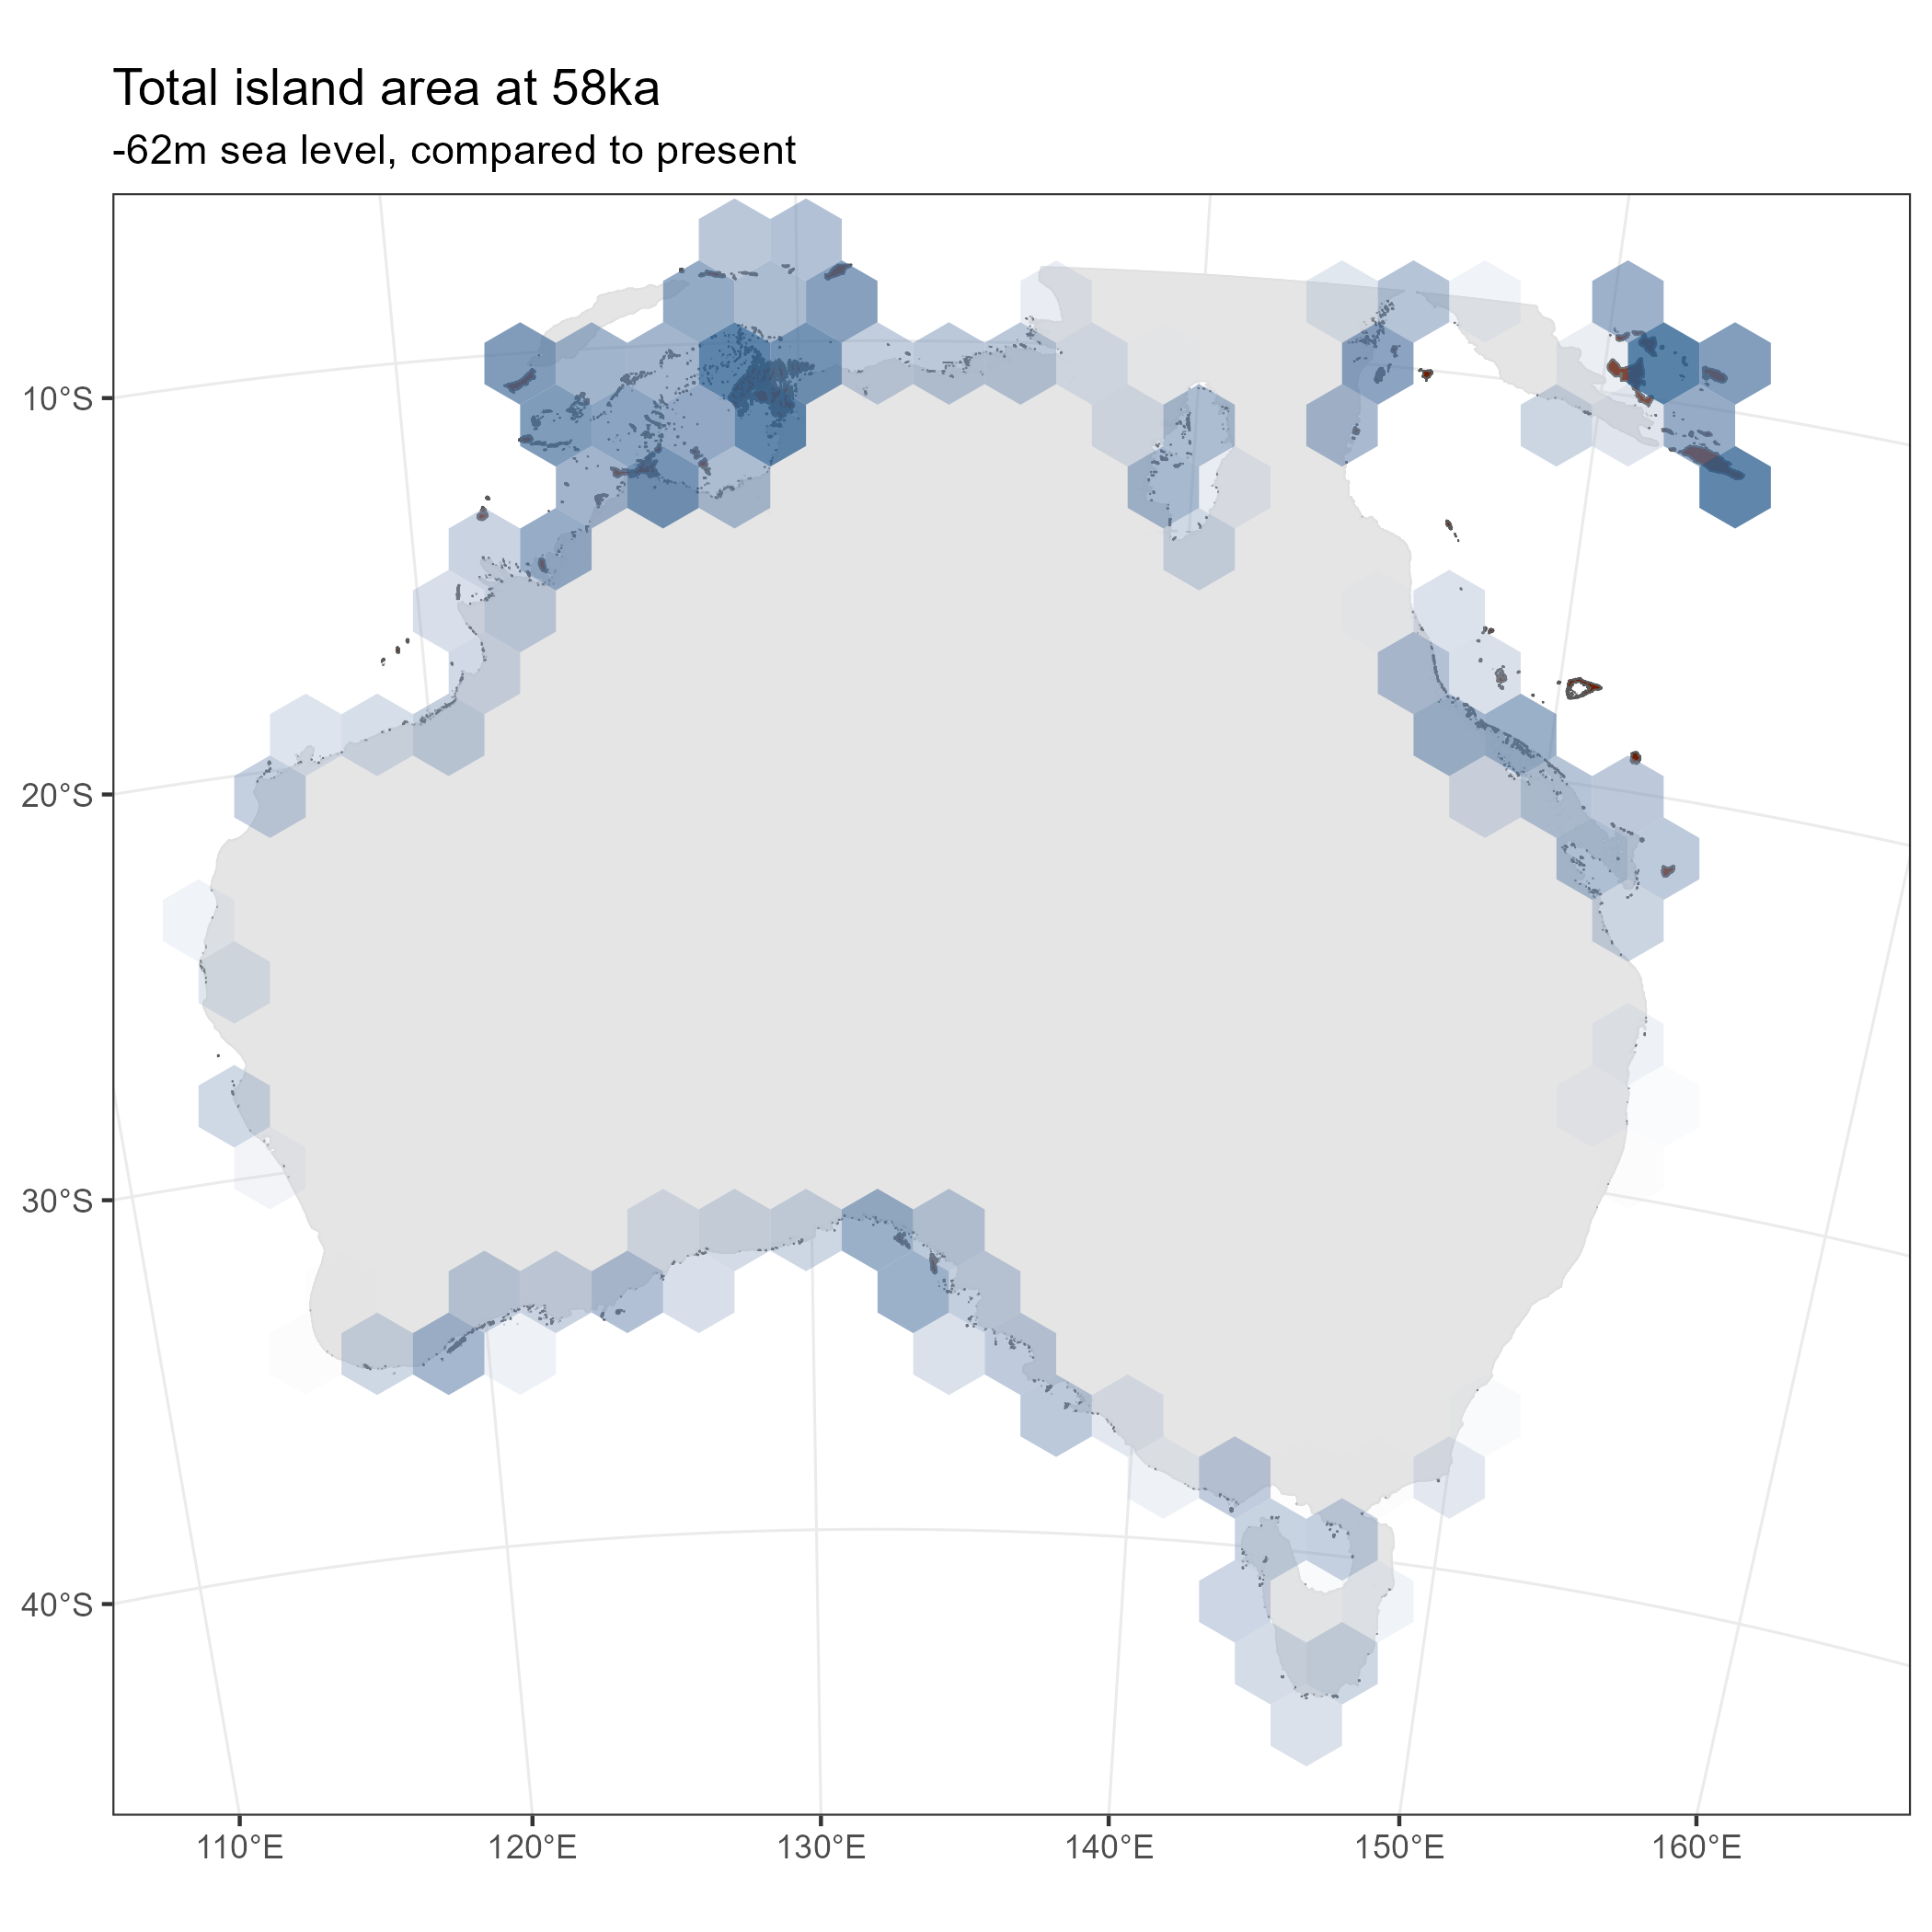 Total island area at 58ka
-62m sea level, compared to present
10°S
20°S
30°S
40°S
110°E
120°E
130°E
140°E
150°E
160°E